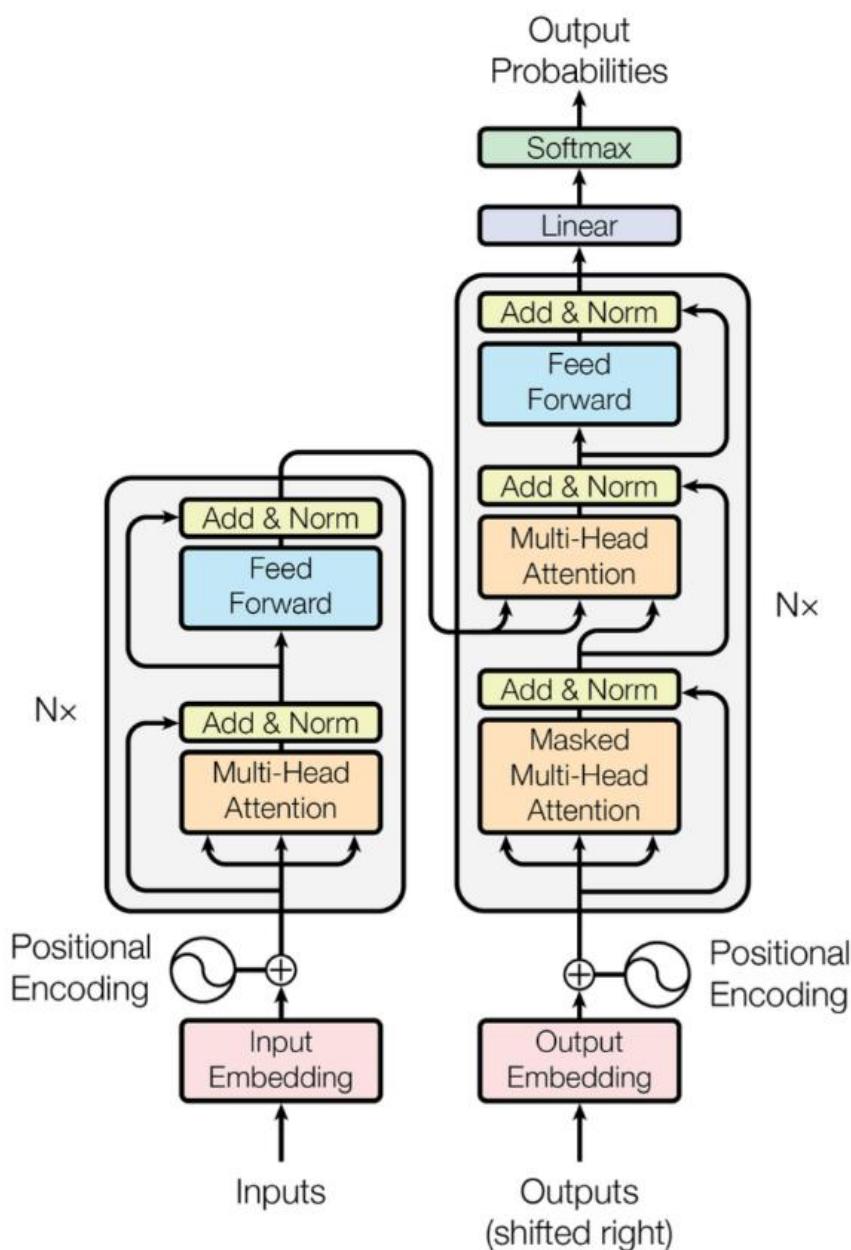 Output
Probabilities
Softmax
Linear
Add & Norm
Feed
Forward
Add & Norm
Multi-Head
Attention
Nx
Add & Norm
Masked
Multi-Head
Attention
Add & Norm
Feed
Forward
Nx
Add & Norm
Multi-Head
Attention
Positional
Encoding
Positional
Encoding
Input
Embedding
Output
Embedding
Inputs
Outputs
(shifted right)